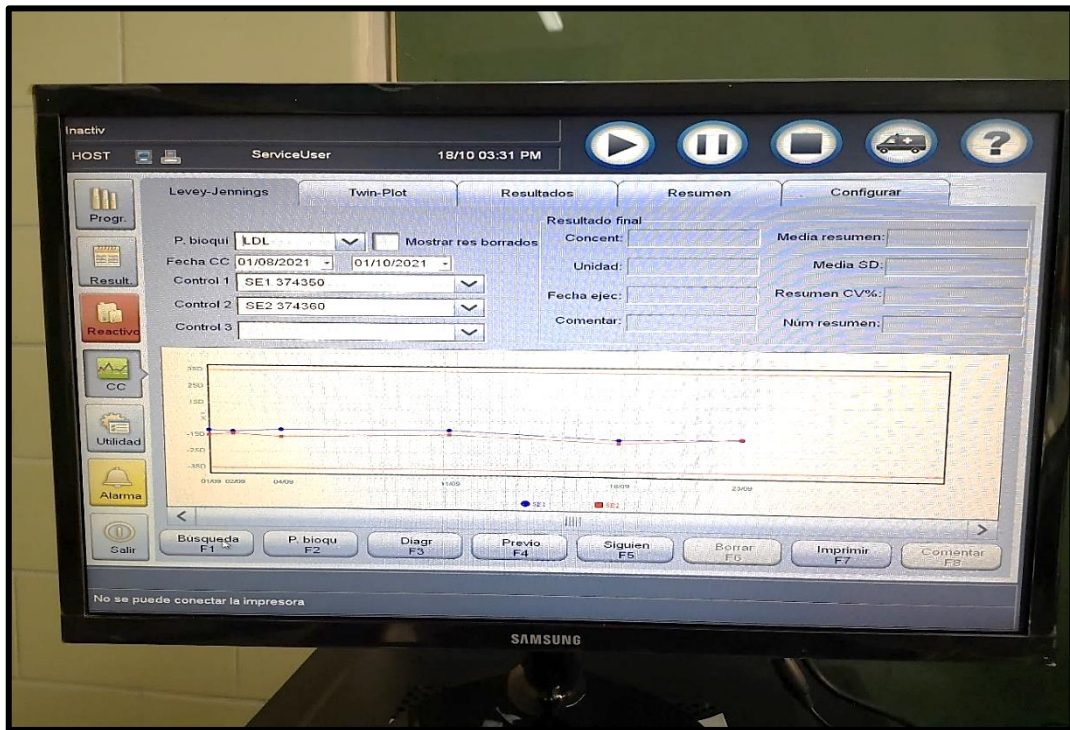 Inactiv
HOST ServiceUser 18/10 03:31 PM
Levey-Jennings Twin-Plot Resultados Resumen Configurar
Progr.
Result.
Reactivo
CC
Utilidad
Alarma
Salir
P. bioquí LDL Mostrar res borrados
Fecha CC 01/08/2021 - 01/10/2021 -
Control 1 SE1 374350
Control 2 SE2 374360
Control 3
Resultado final
Concent: Media resumen:
Unidad: Media SD:
Fecha ejec: Resumen CV%:
Comentar: Núm resumen:
3SD
2SD
1SD
-1SD
-2SD
-3SD
01/09 02/09 04/09 18/09 23/09
SE1
Búsqueda F1
P. bioqu F2
Diagr F3
Previo F4
Siguien F5
Borrar F6
Imprimir F7
Comentar F8
No se puede conectar la impresora
SAMSUNG